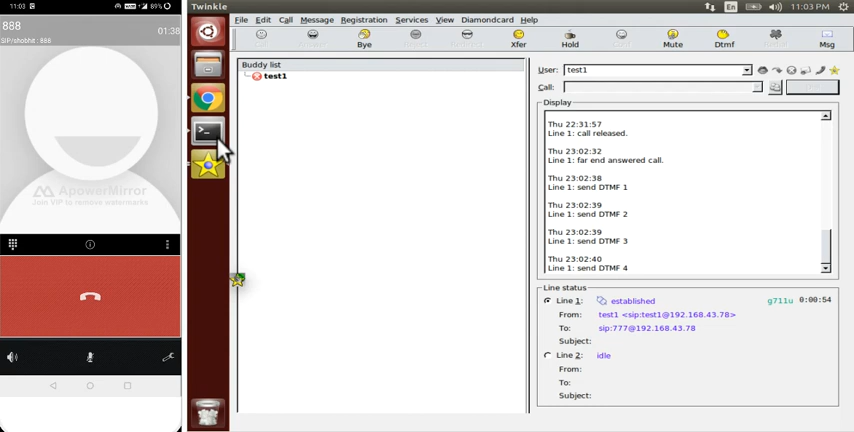 11:03
89%
888
SIP/shobhit : 888
01:38
ApowerMirror
Join VIP to remove watermarks
Twinkle
En
11:03 PM
File Edit Call Message Registration Services View Diamondcard Help
Bye
Xfer
Hold
Mute
Dtmf
Msg
Buddy list
test1
User: test1
Call:
Display
Thu 22:31:57
Line 1: call released.
Thu 23:02:32
Line 1: far end answered call.
Thu 23:02:38
Line 1: send DTMF 1
Thu 23:02:39
Line 1: send DTMF 2
Thu 23:02:39
Line 1: send DTMF 3
Thu 23:02:40
Line 1: send DTMF 4
Line status
Line 1: established g711u 0:00:54
From: test1 <sip:test1@192.168.43.78>
To: sip:777@192.168.43.78
Subject:
Line 2: idle
From:
To:
Subject: